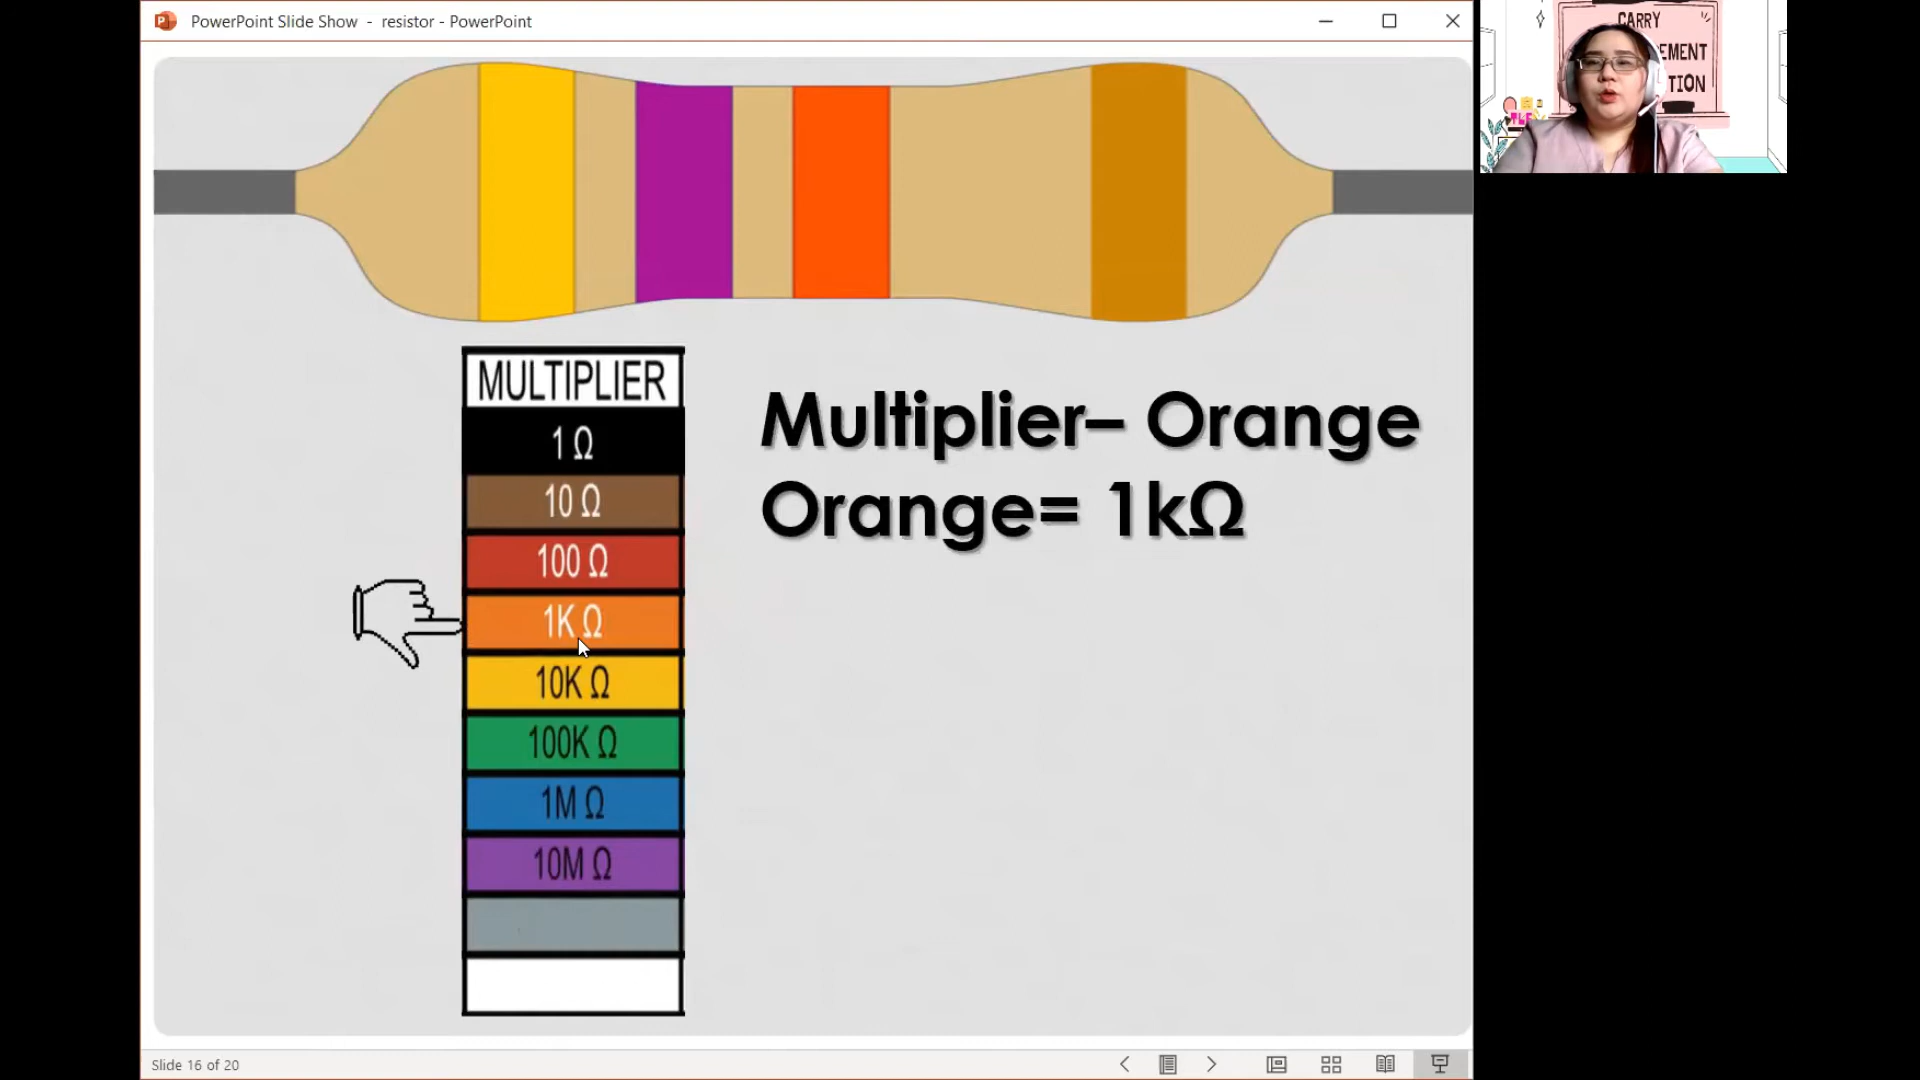 PowerPoint Slide Show - resistor - PowerPoint
CARRY
EMENT
TION
MULTIPLIER
1 Ω
10 Ω
100 Ω
1K Ω
10K Ω
100K Ω
1M Ω
10M Ω
Multiplier– Orange
Orange= 1kΩ
Slide 16 of 20